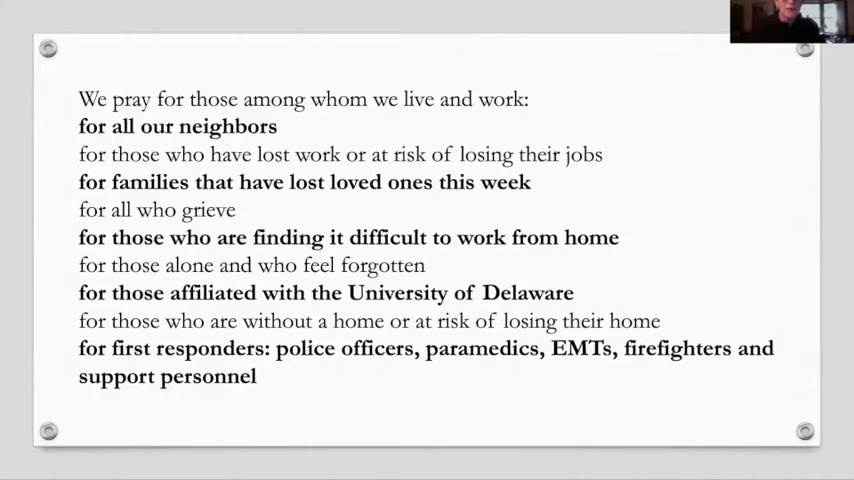 We pray for those among whom we live and work:
for all our neighbors
for those who have lost work or at risk of losing their jobs
for families that have lost loved ones this week
for all who grieve
for those who are finding it difficult to work from home
for those alone and who feel forgotten
for those affiliated with the University of Delaware
for those who are without a home or at risk of losing their home
for first responders: police officers, paramedics, EMTs, firefighters and
support personnel